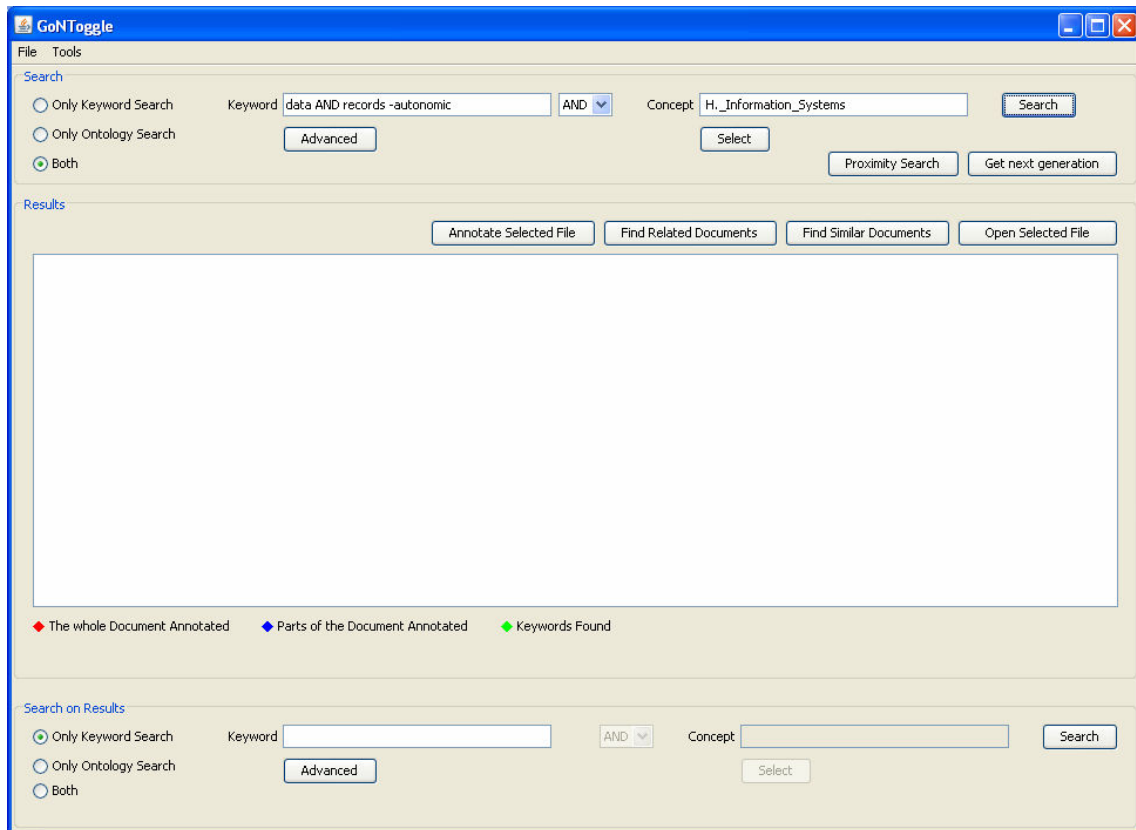 GoNToggle
File Tools
Search
Only Keyword Search Keyword data AND records -autonomic AND Concept H._Information_Systems Search
Only Ontology Search Advanced Select
Both Proximity Search Get next generation
Results
Annotate Selected File Find Related Documents Find Similar Documents Open Selected File
The whole Document Annotated Parts of the Document Annotated Keywords Found
Search on Results
Only Keyword Search Keyword AND Concept Search
Only Ontology Search Advanced Select
Both